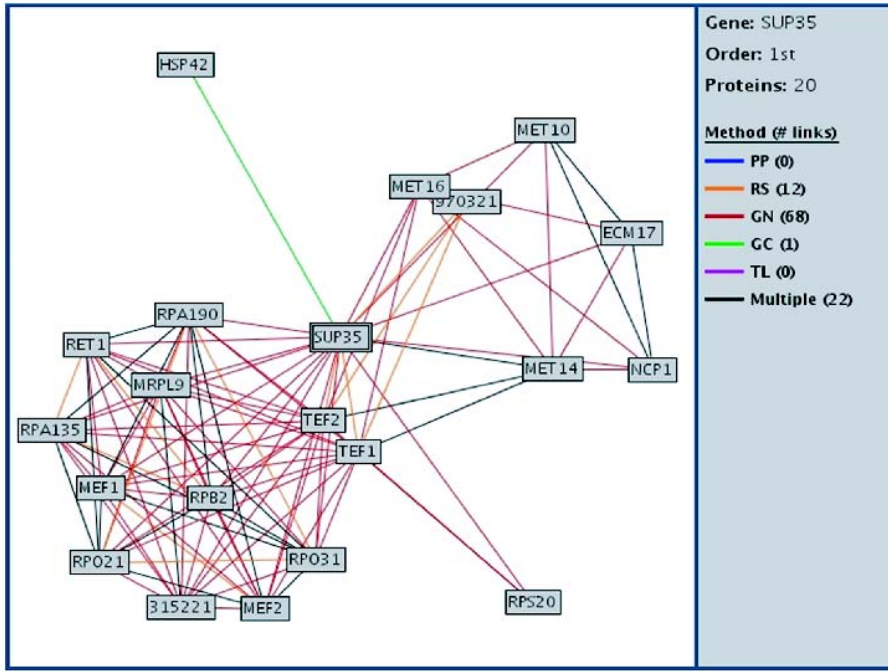 HSP42
MET10
MET16
970321
ECM17
RPA190
SUP35
RET1
MRPL9
MET14
NCP1
TEF2
RPA135
TEF1
MEF1
RPB2
RPO21
RPO31
315221
MEF2
RPS20
Gene: SUP35
Order: 1st
Proteins: 20
Method (# links)
PP (0)
RS (12)
GN (68)
GC (1)
TL (0)
Multiple (22)